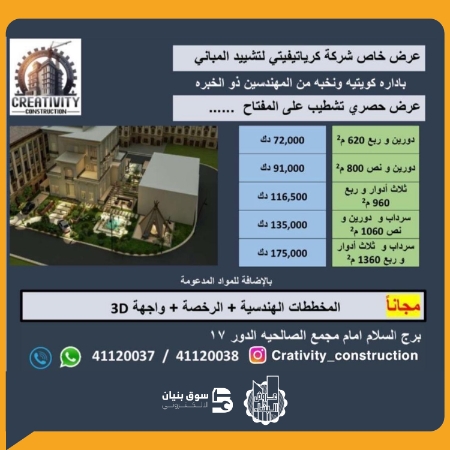 CREATIVITY
CONSTRUCTION
عرض خاص شركة كرياتيفيتي لتشييد المباني
باداره كويتيه ونخبه من المهندسين ذو الخبره
عرض حصري تشطيب على المفتاح ......
دورين و ربع 620 م² 72,000 دك
دورين و نص 800 م² 91,000 دك
ثلاث أدوار و ربع 960 م² 116,500 دك
سرداب و دورين و نص 1060 م² 135,000 دك
سرداب و ثلاث أدوار و ربع 1360 م² 175,000 دك
بالإضافة للمواد المدعومة
مجاناً المخططات الهندسية + الرخصة + واجهة 3D
برج السلام امام مجمع الصالحيه الدور ١٧
41120037 / 41120038 Crativity_construction
سوق بنيان
الالكتروني